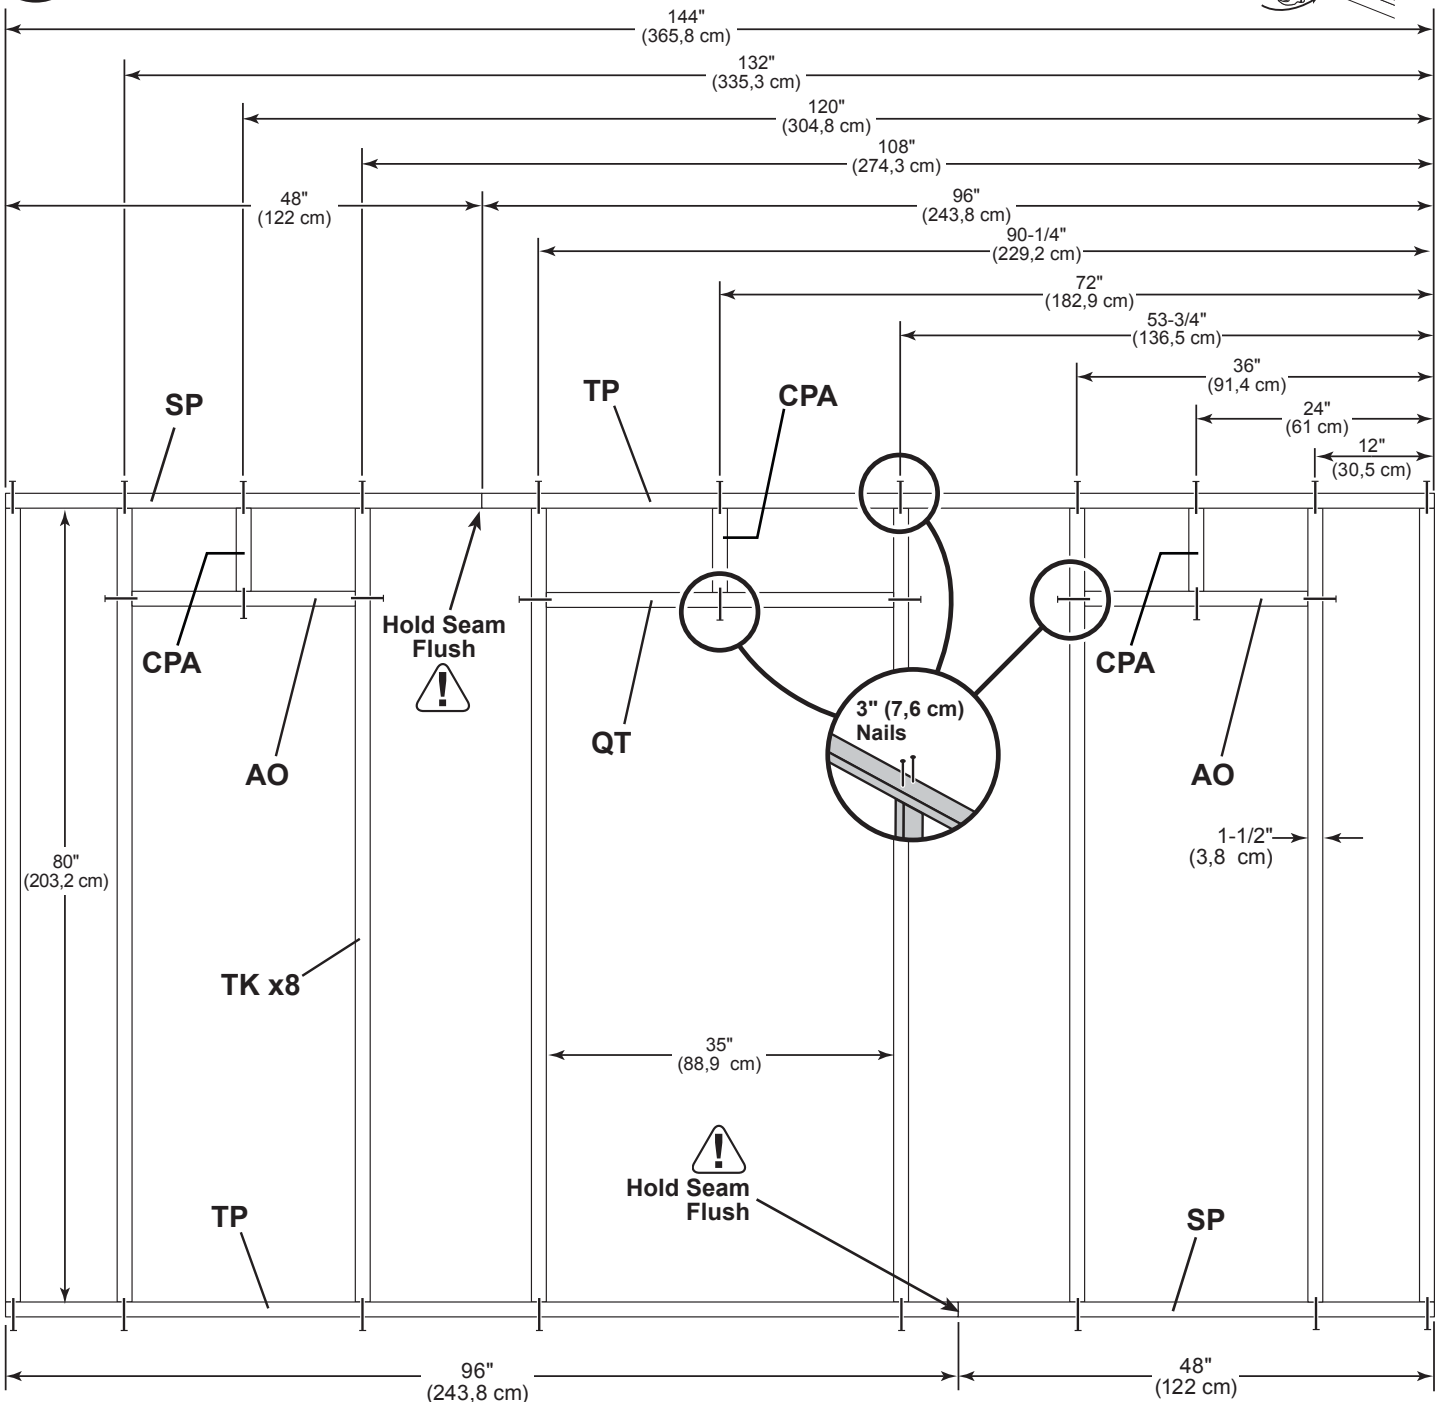 144"
(365,8 cm)
132"
(335,3 cm)
120"
(304,8 cm)
108"
(274,3 cm)
48"
(122 cm)
96"
(243,8 cm)
90-1/4"
(229,2 cm)
72"
(182,9 cm)
53-3/4"
(136,5 cm)
36"
(91,4 cm)
24"
(61 cm)
12"
(30,5 cm)
SP
TP
CPA
Hold Seam
Flush
!
CPA
CPA
QT
AO
AO
3" (7,6 cm)
Nails
1-1/2"
(3,8 cm)
80"
(203,2 cm)
TK x8
35"
(88,9 cm)
!
Hold Seam
Flush
TP
SP
96"
(243,8 cm)
48"
(122 cm)